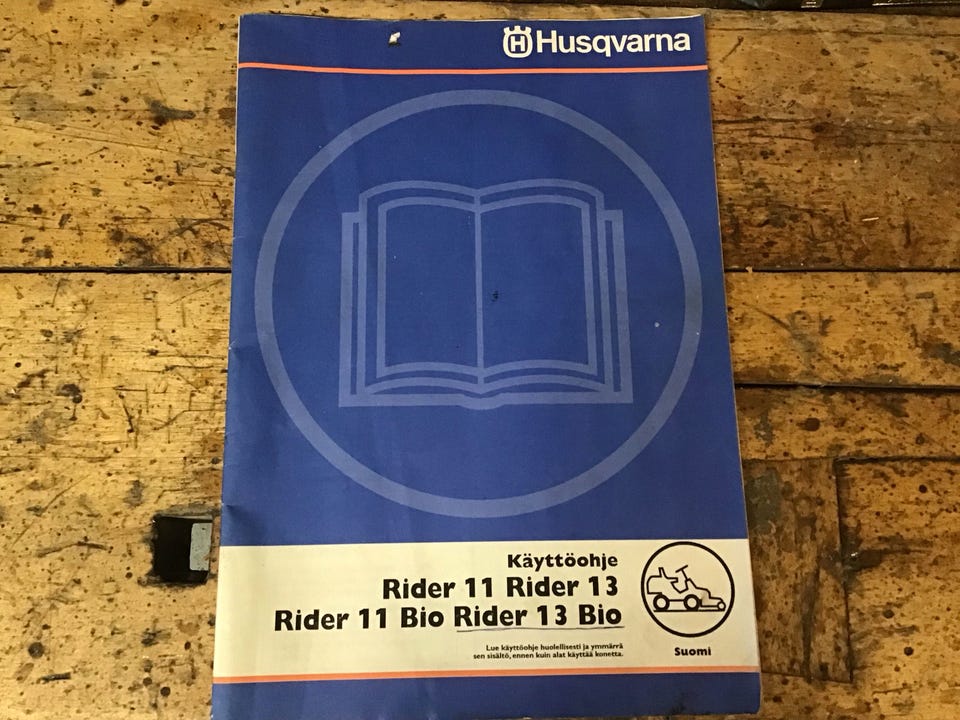 Husqvarna
Käyttöohje
Rider 11 Rider 13
Rider 11 Bio Rider 13 Bio
Lue käyttöohje huolellisesti ja ymmärrä
sen sisältö, ennen kuin alat käyttää konetta.
Suomi